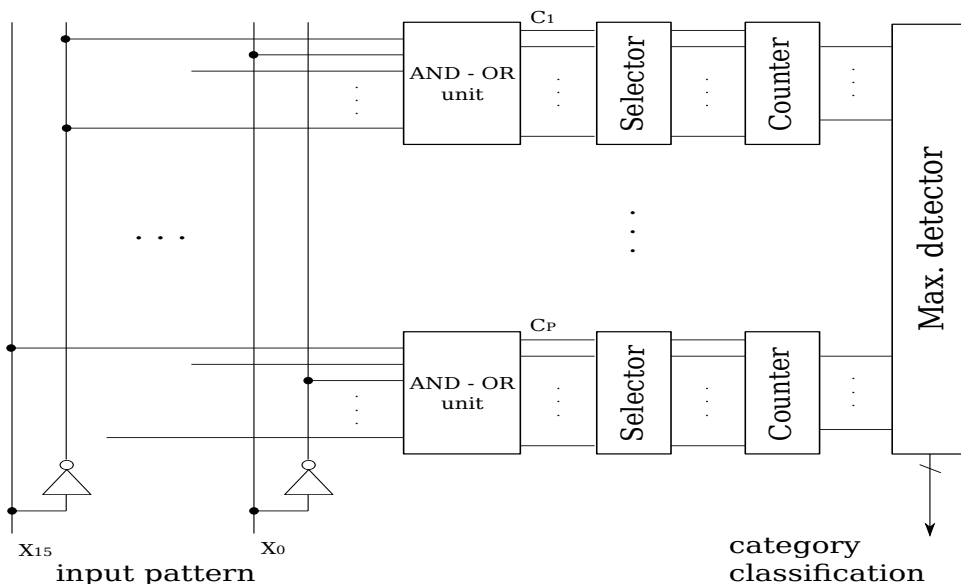 C1
AND - OR
unit
Selector
Counter
Max. detector
CP
AND - OR
unit
Selector
Counter
X15
X0
input pattern
category
classification